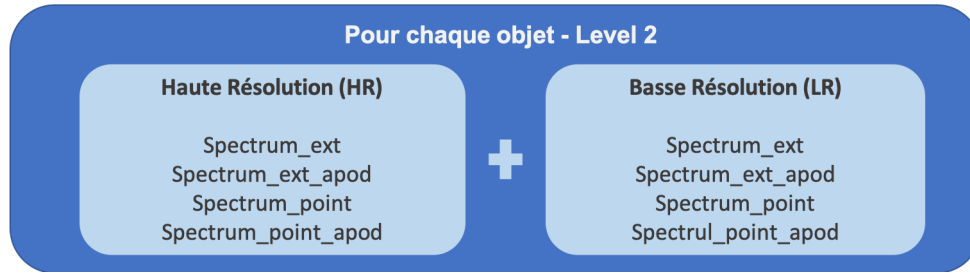 Pour chaque objet - Level 2
Haute Résolution (HR)
Spectrum_ext
Spectrum_ext_apod
Spectrum_point
Spectrum_point_apod
Basse Résolution (LR)
Spectrum_ext
Spectrum_ext_apod
Spectrum_point
Spectrul_point_apod